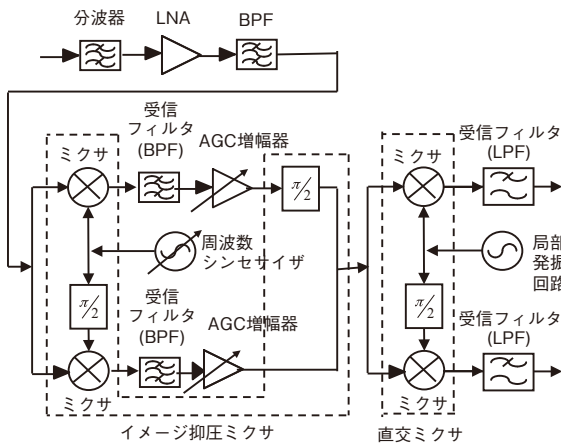 分波器
LNA
BPF
受信
フィルタ
(BPF)
AGC増幅器
ミクサ
π/2
周波数
シンセサイザ
π/2
受信
フィルタ
(BPF)
AGC増幅器
ミクサ
イメージ抑圧ミクサ
受信フィルタ
(LPF)
ミクサ
局部
発振
回路
π/2
受信フィルタ
(LPF)
ミクサ
直交ミクサ